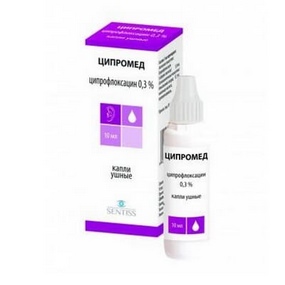 ЦИПРОМЕД
ципрофлоксацин 0,3 %
10 мл
капли
ушные
SENTISS
ЦИПРОМЕД
ципрофлоксацин
0,3 %
капли ушные
10 мл